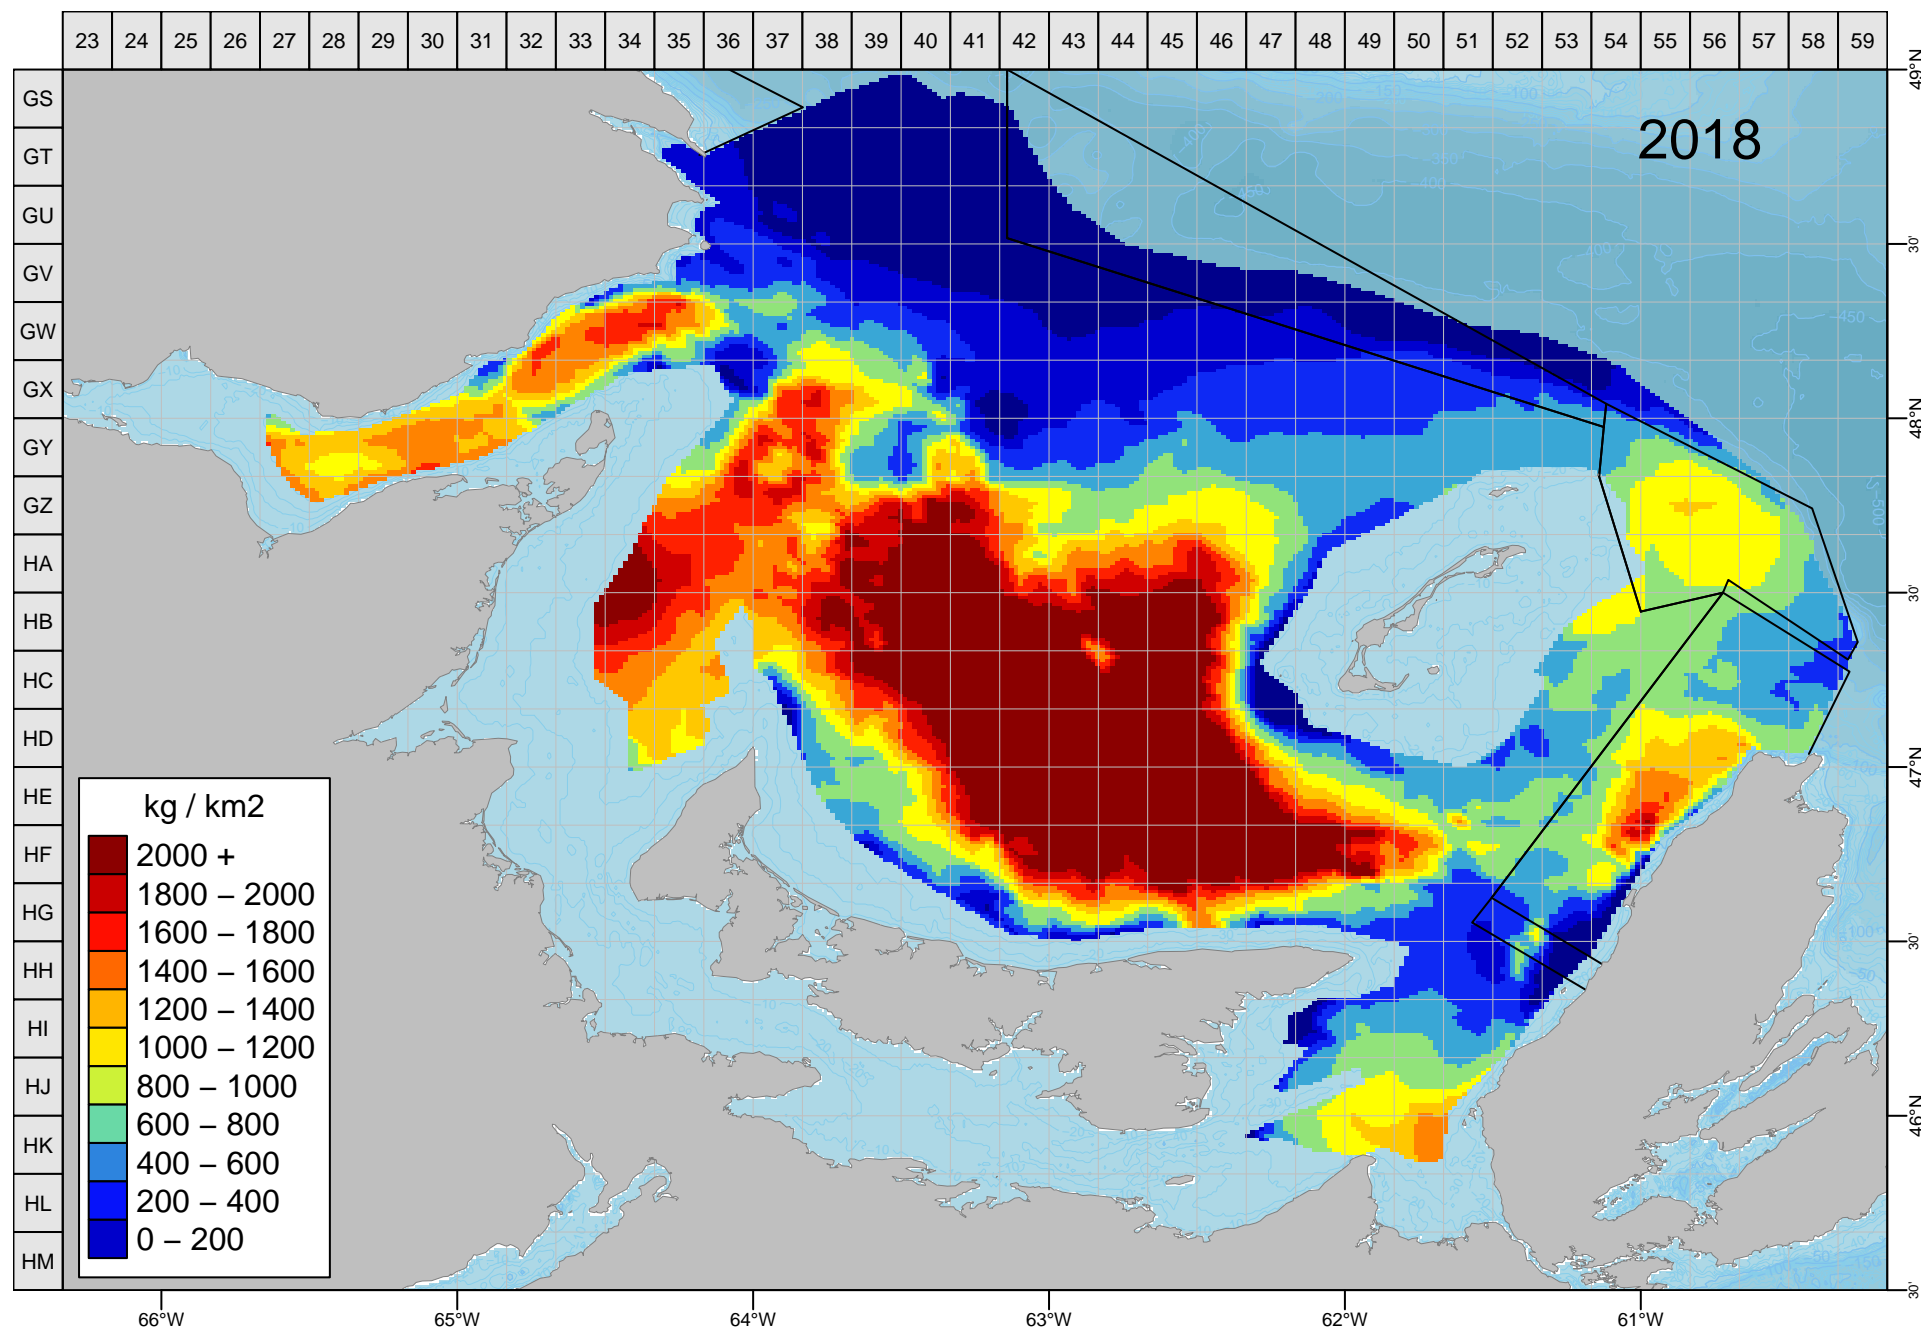 23 24 25 26 27 28 29 30 31 32 33 34 35 36 37 38 39 40 41 42 43 44 45 46 47 48 49 50 51 52 53 54 55 56 57 58 59
GS
GT
GU
GV
GW
GX
GY
GZ
HA
HB
HC
HD
HE
HF
HG
HH
HI
HJ
HK
HL
HM
2018
49°N
30'
48°N
30'
47°N
30'
46°N
30'
kg / km2
2000 +
1800 – 2000
1600 – 1800
1400 – 1600
1200 – 1400
1000 – 1200
800 – 1000
600 – 800
400 – 600
200 – 400
0 – 200
66°W 65°W 64°W 63°W 62°W 61°W